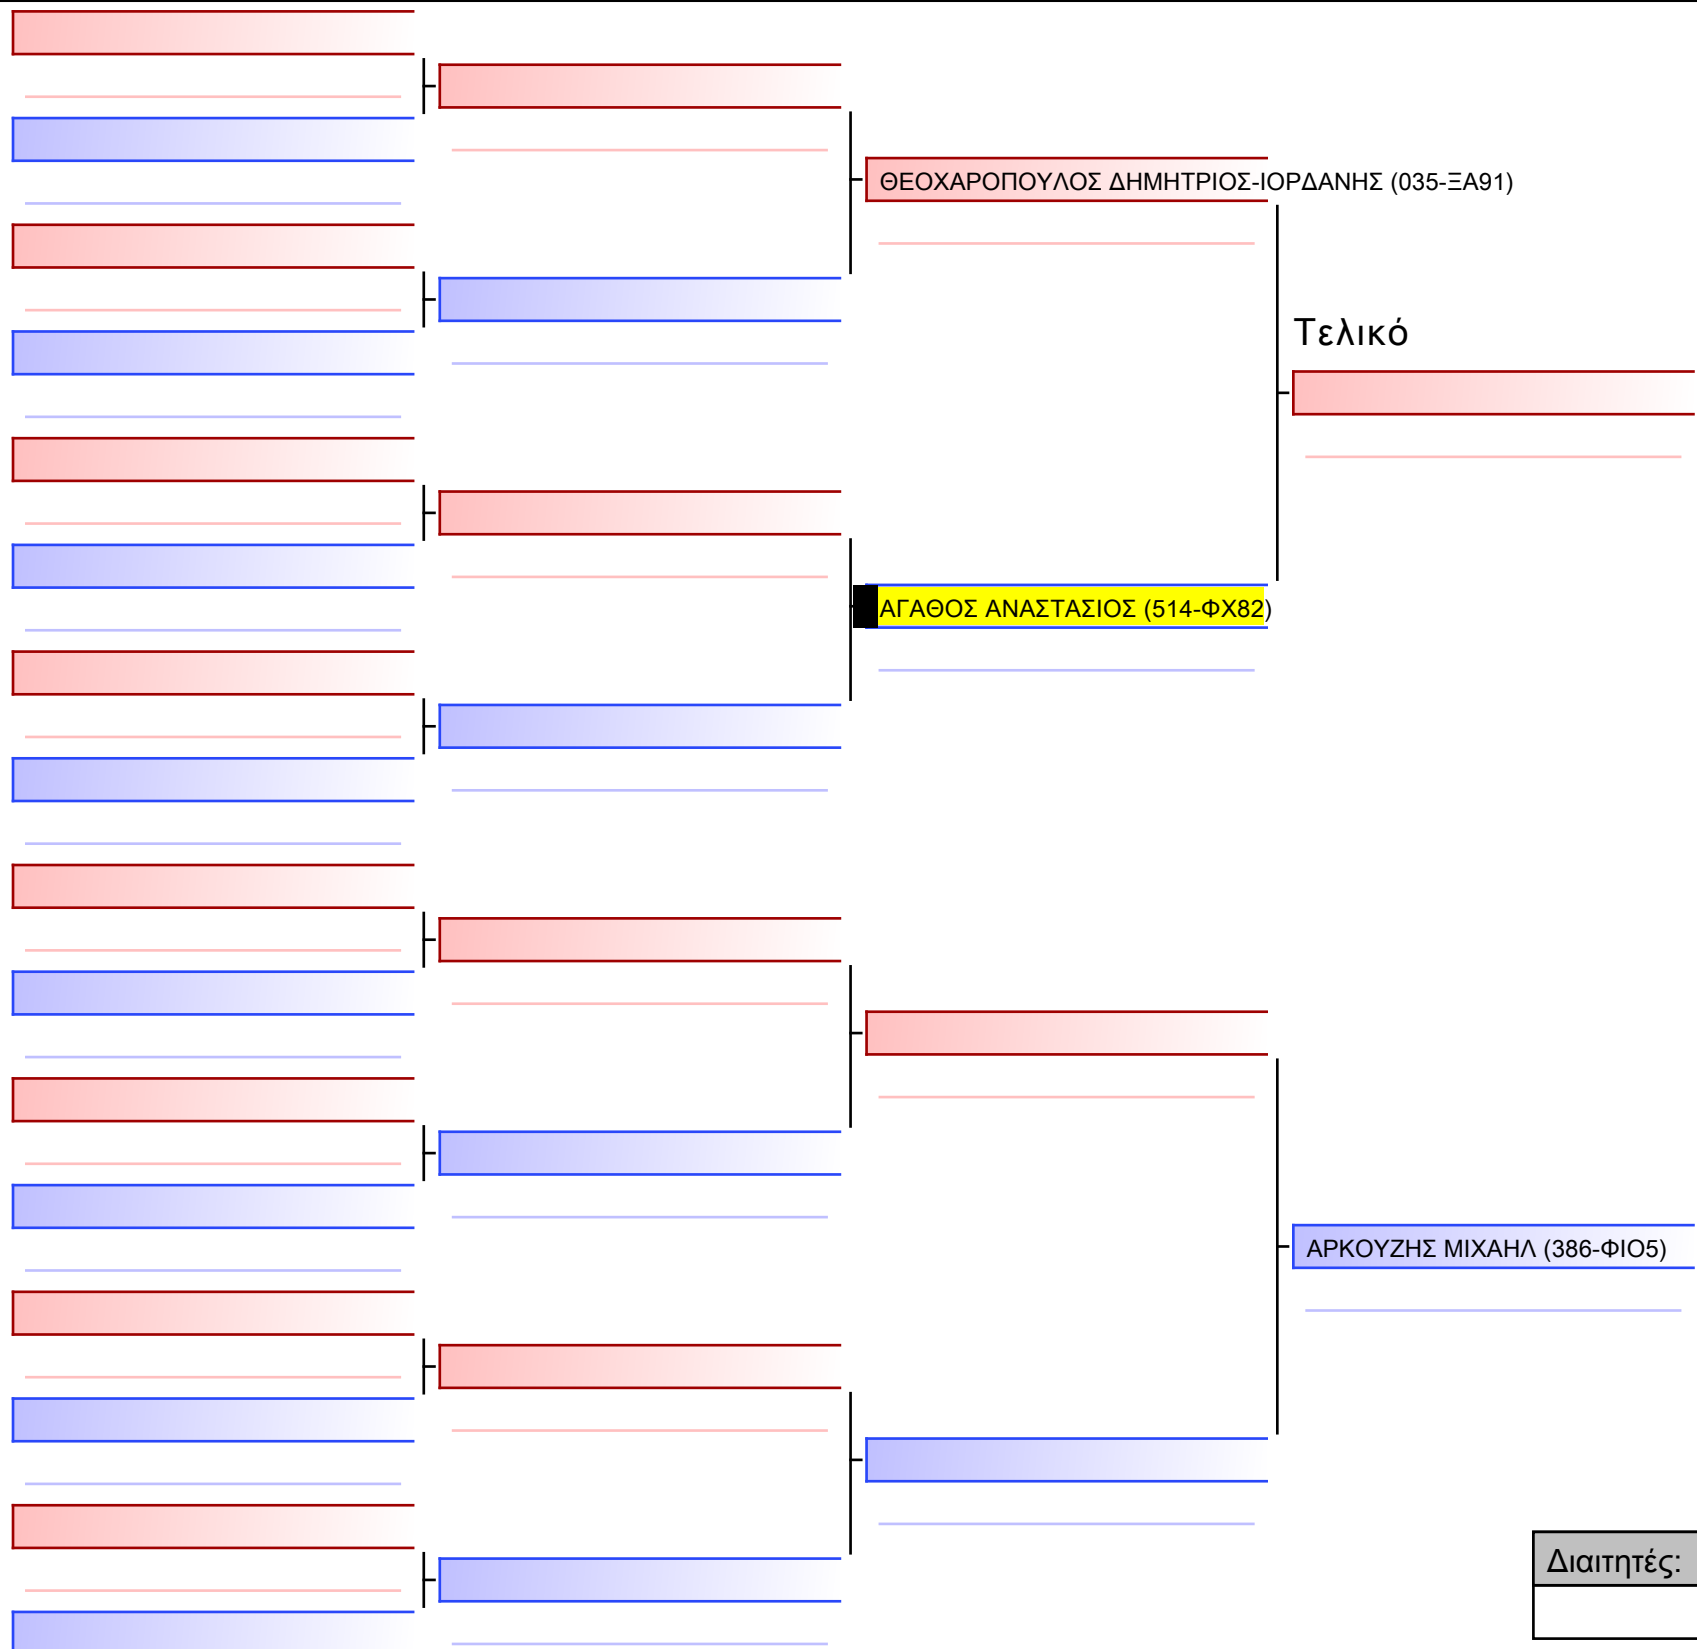 ΘΕΟΧΑΡΟΠΟΥΛΟΣ ΔΗΜΗΤΡΙΟΣ-ΙΟΡΔΑΝΗΣ (035-ΞΑ91)
Τελικό
ΑΓΑΘΟΣ ΑΝΑΣΤΑΣΙΟΣ (514-ΦΧ82)
ΑΡΚΟΥΖΗΣ ΜΙΧΑΗΛ (386-ΦΙΟ5)
Διαιτητές: